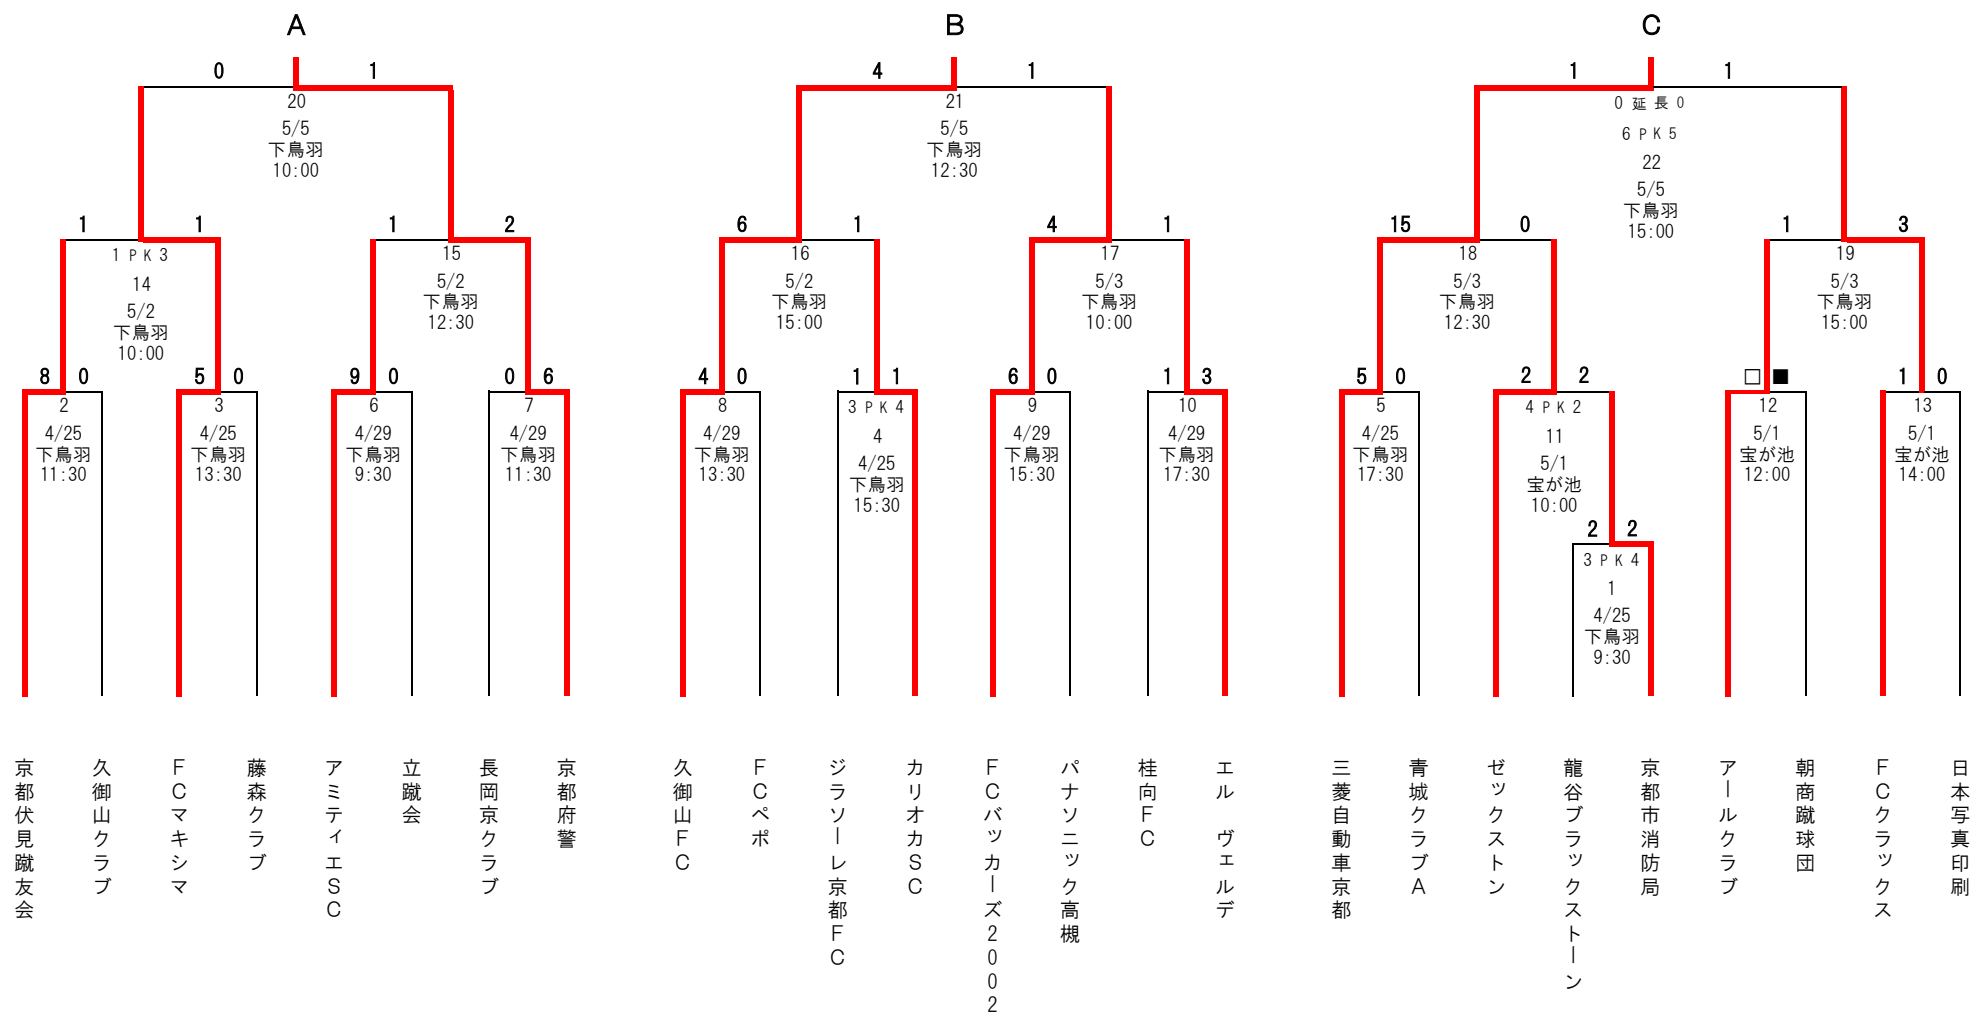 A
B
C
0 1
4 1
1 1
20
5/5
下鳥羽
10:00
21
5/5
下鳥羽
12:30
0 延長 0
6 PK 5
22
5/5
下鳥羽
15:00
1 1
1 2
6 1
4 1
15 0
1 3
1 PK 3
14
5/2
下鳥羽
10:00
15
5/2
下鳥羽
12:30
16
5/2
下鳥羽
15:00
17
5/3
下鳥羽
10:00
18
5/3
下鳥羽
12:30
19
5/3
下鳥羽
15:00
8 0
5 0
9 0
0 6
4 0
1 1
6 0
1 3
5 0
2 2
□ ■
1 0
2
4/25
下鳥羽
11:30
3
4/25
下鳥羽
13:30
6
4/29
下鳥羽
9:30
7
4/29
下鳥羽
11:30
8
4/29
下鳥羽
13:30
3 PK 4
4
4/25
下鳥羽
15:30
9
4/29
下鳥羽
15:30
10
4/29
下鳥羽
17:30
5
4/25
下鳥羽
17:30
4 PK 2
11
5/1
宝が池
10:00
12
5/1
宝が池
12:00
13
5/1
宝が池
14:00
2 2
3 PK 4
1
4/25
下鳥羽
9:30
京都伏見蹴友会
久御山クラブ
FCマキシマ
藤森クラブ
アミティエSC
立蹴会
長岡京クラブ
京都府警
久御山FC
FCペポ
ジラソーレ京都FC
カリオカSC
FCバッカーズ2002
パナソニック高槻
桂向FC
エル ヴェルデ
三菱自動車京都
青城クラブA
ゼックストン
龍谷ブラックストーン
京都市消防局
アールクラブ
朝商蹴球団
FCクラックス
日本写真印刷